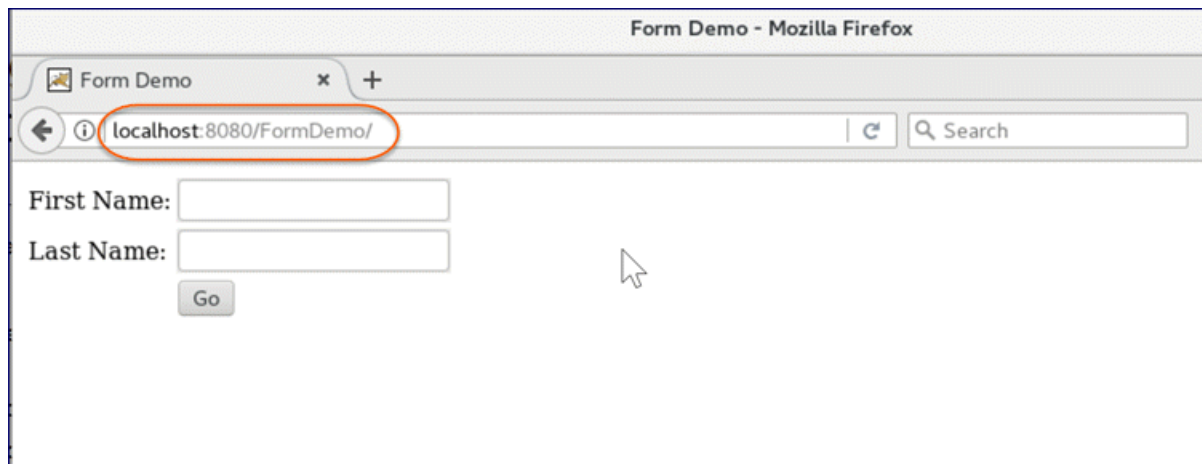 Form Demo - Mozilla Firefox
Form Demo
localhost:8080/FormDemo/
Search
First Name:
Last Name:
Go